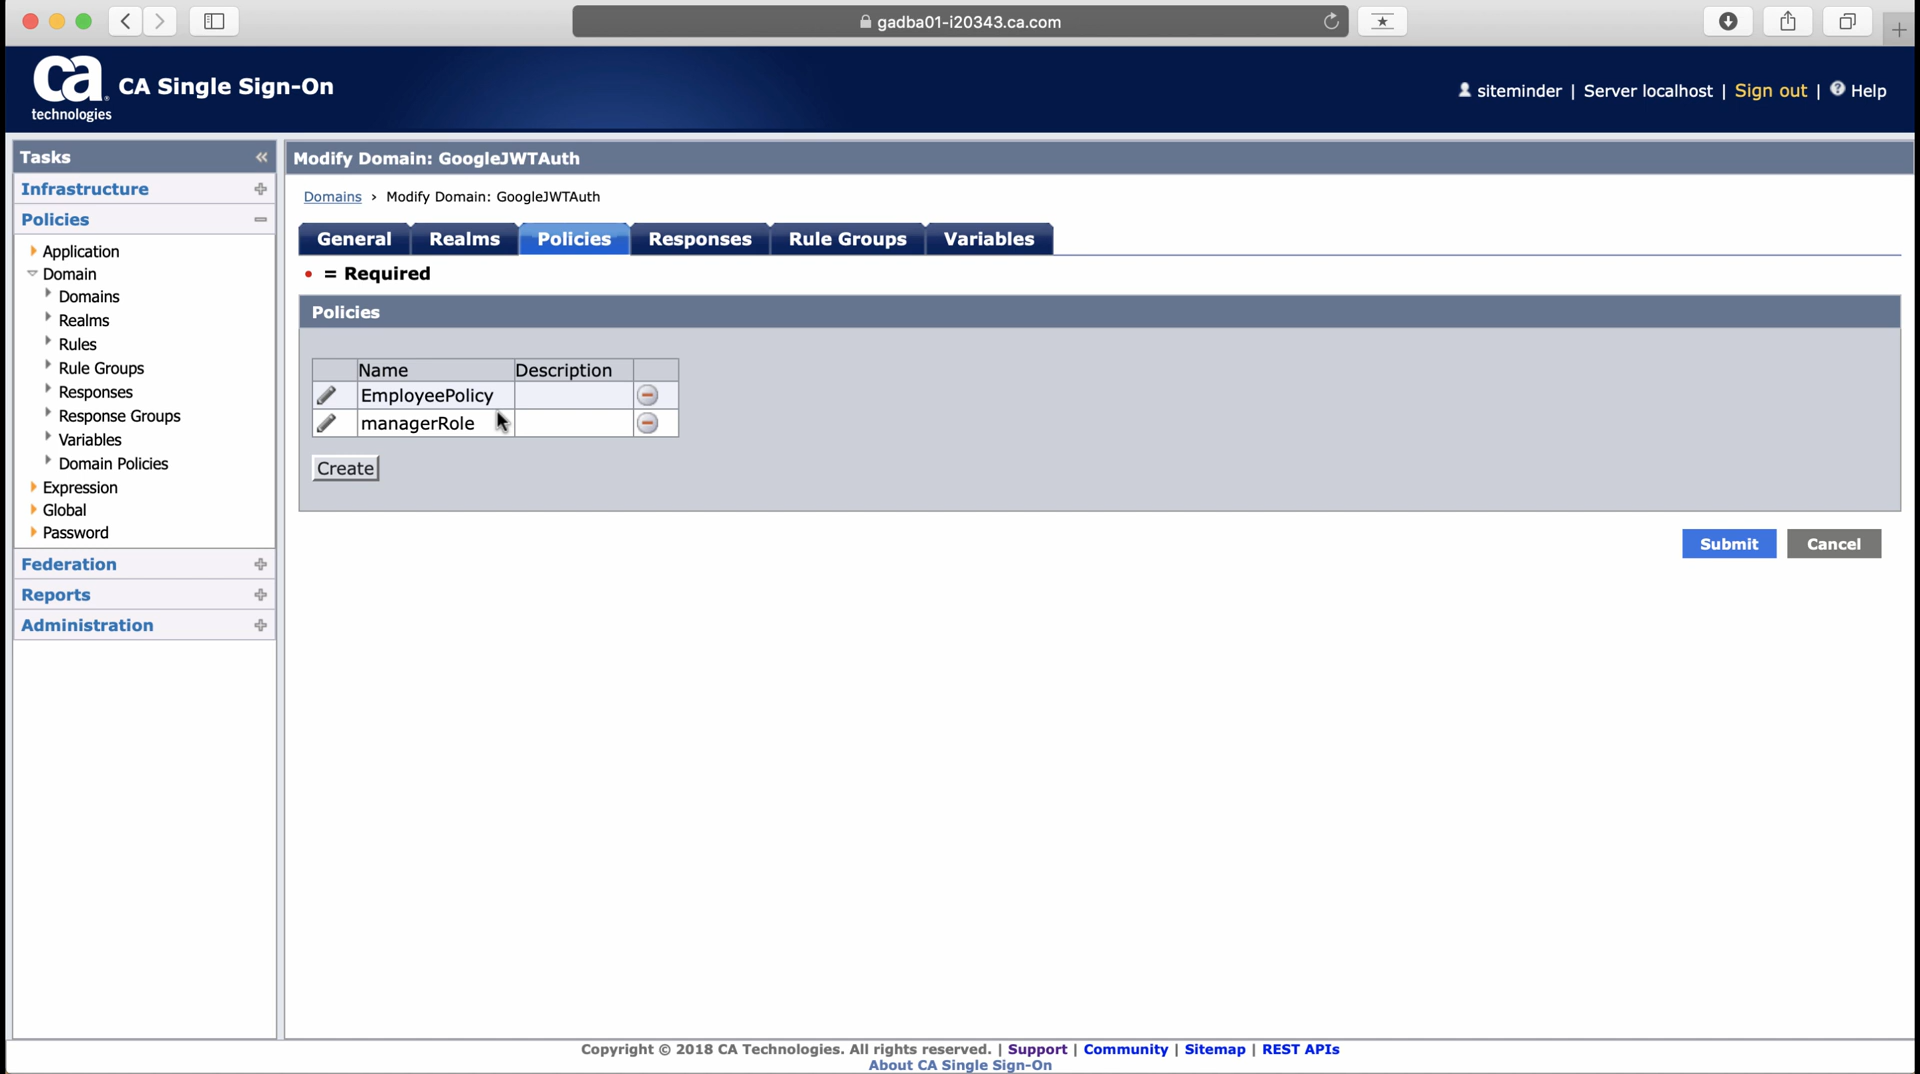 gadba01-i20343.ca.com
ca technologies
CA Single Sign-On
siteminder | Server localhost | Sign out | Help
Tasks
Infrastructure
Policies
Application
Domain
Domains
Realms
Rules
Rule Groups
Responses
Response Groups
Variables
Domain Policies
Expression
Global
Password
Federation
Reports
Administration
Modify Domain: GoogleJWTAuth
Domains › Modify Domain: GoogleJWTAuth
General Realms Policies Responses Rule Groups Variables
• = Required
Policies
Name Description
EmployeePolicy
managerRole
Create
Submit Cancel
Copyright © 2018 CA Technologies. All rights reserved. | Support | Community | Sitemap | REST APIs
About CA Single Sign-On